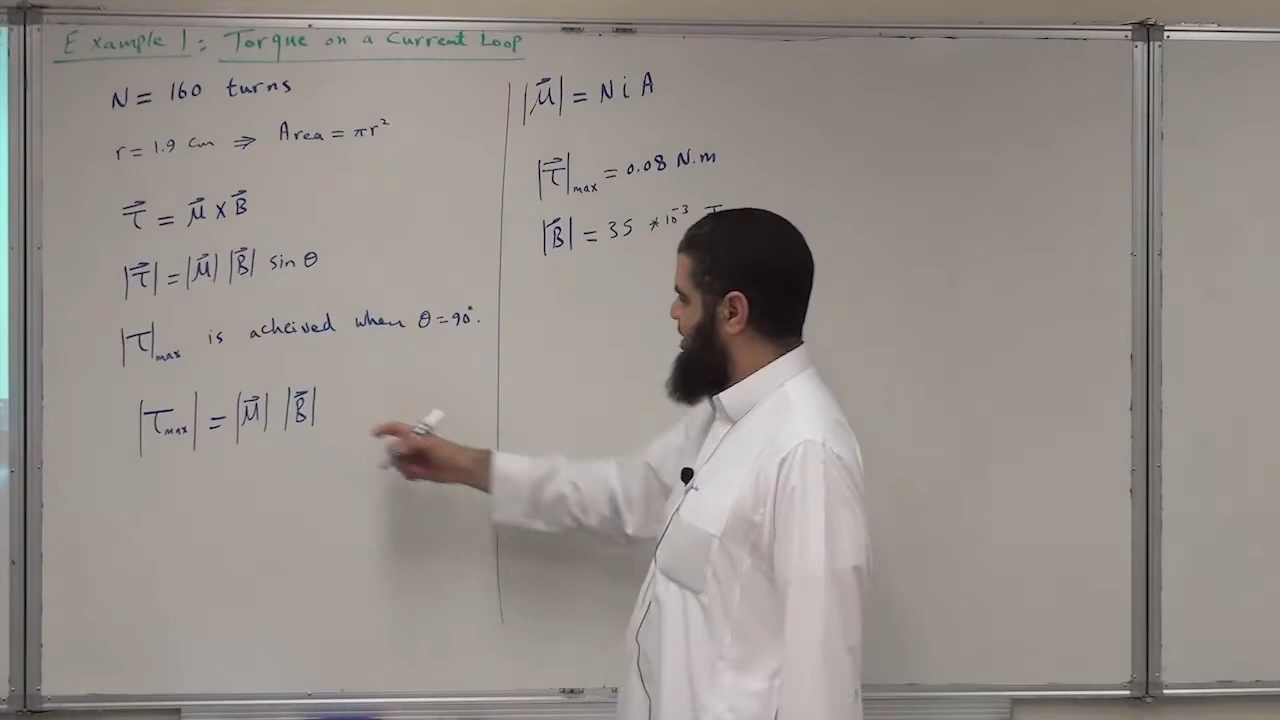 Example 1: Torque on a Current Loop
N = 160 turns
r = 1.9 cm ⇒ Area = πr²
τ⃗ = μ⃗ × B⃗
|τ⃗| = |μ⃗| |B⃗| sin θ
|τ|max is acheived when θ = 90°.
|τmax| = |μ⃗| |B⃗|
|μ⃗| = N i A
|τ⃗|max = 0.08 N.m
|B⃗| = 35 * 10⁻³ T